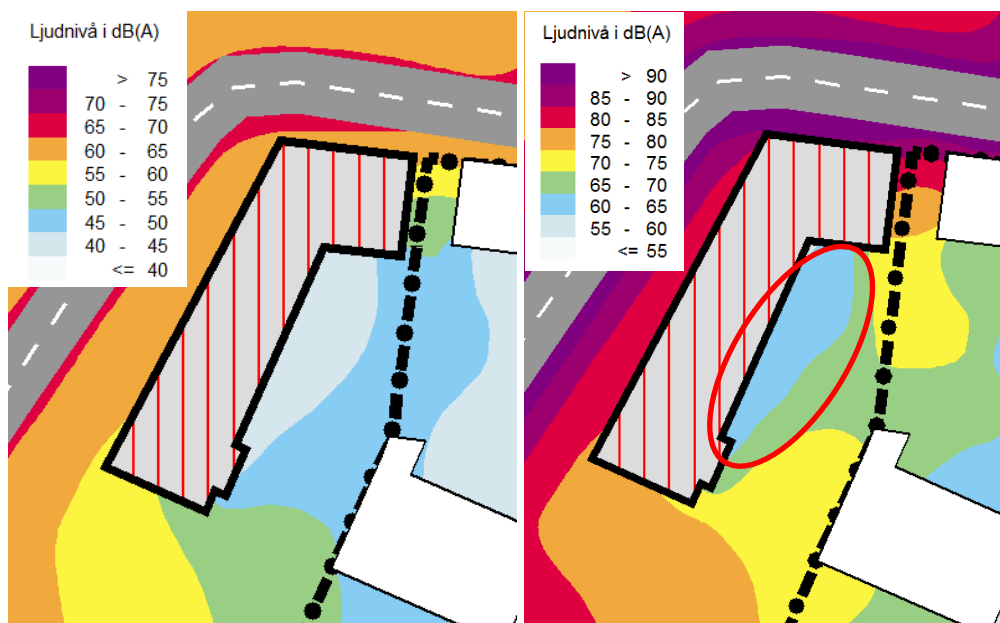 Ljudnivå i dB(A)
> 75
70 - 75
65 - 70
60 - 65
55 - 60
50 - 55
45 - 50
40 - 45
<= 40
Ljudnivå i dB(A)
> 90
85 - 90
80 - 85
75 - 80
70 - 75
65 - 70
60 - 65
55 - 60
<= 55